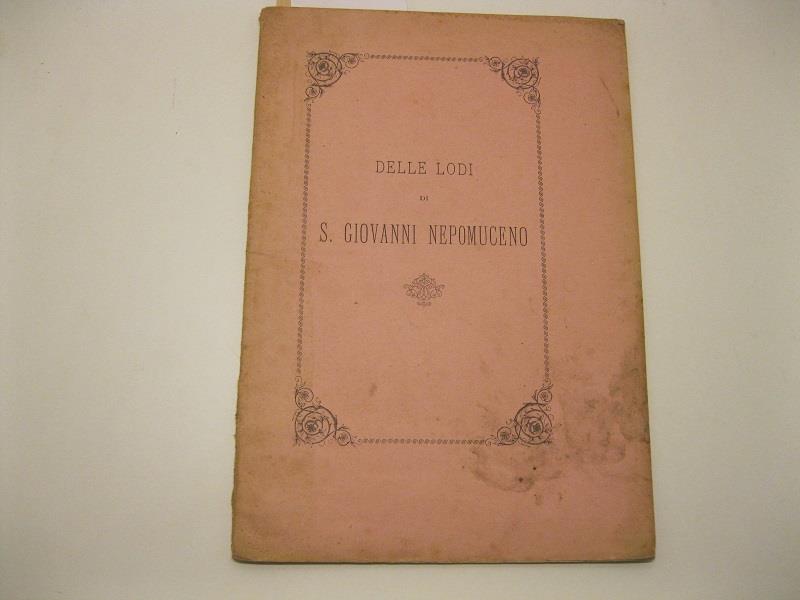 DELLE LODI
DI
S. GIOVANNI NEPOMUCENO